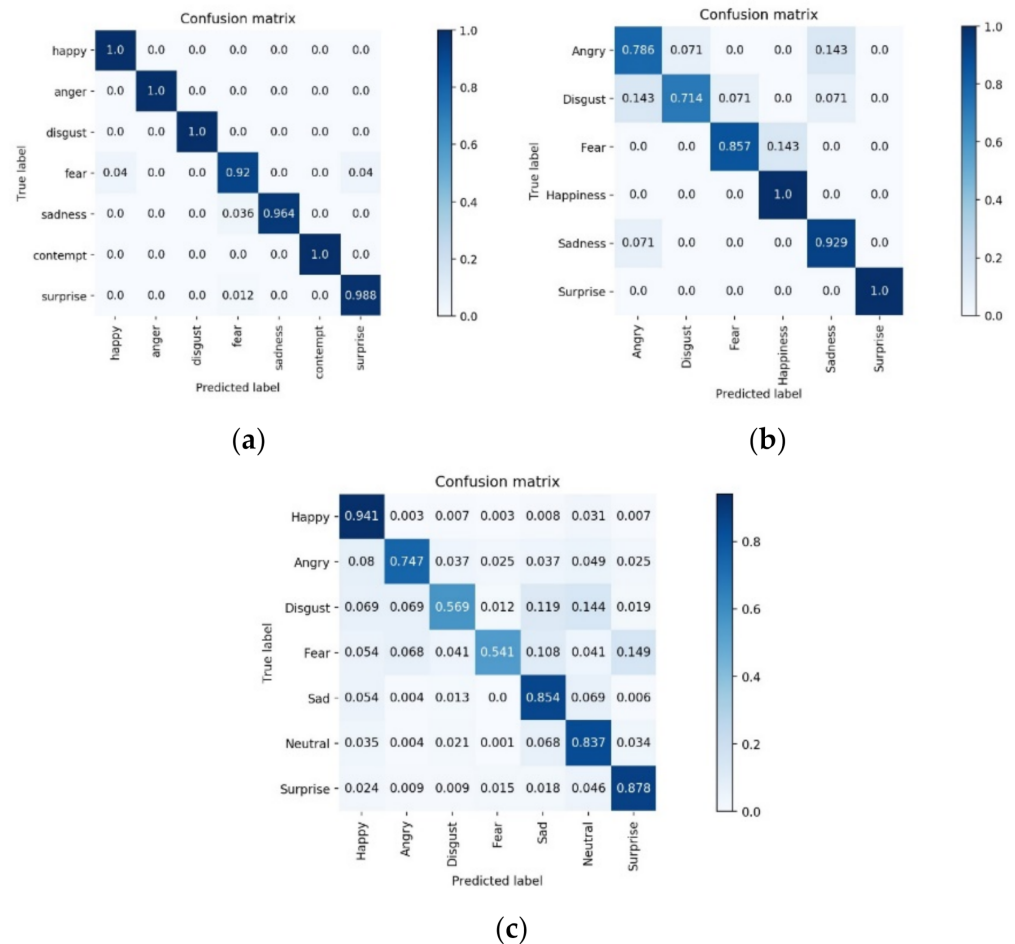 Confusion matrix
True label
happy 1.0 0.0 0.0 0.0 0.0 0.0 0.0
anger 0.0 1.0 0.0 0.0 0.0 0.0 0.0
disgust 0.0 0.0 1.0 0.0 0.0 0.0 0.0
fear 0.04 0.0 0.0 0.92 0.0 0.0 0.04
sadness 0.0 0.0 0.0 0.036 0.964 0.0 0.0
contempt 0.0 0.0 0.0 0.0 0.0 1.0 0.0
surprise 0.0 0.0 0.0 0.012 0.0 0.0 0.988
happy anger disgust fear sadness contempt surprise
Predicted label
1.0
0.8
0.6
0.4
0.2
0.0
(a)
Confusion matrix
True label
Angry 0.786 0.071 0.0 0.0 0.143 0.0
Disgust 0.143 0.714 0.071 0.0 0.071 0.0
Fear 0.0 0.0 0.857 0.143 0.0 0.0
Happiness 0.0 0.0 0.0 1.0 0.0 0.0
Sadness 0.071 0.0 0.0 0.0 0.929 0.0
Surprise 0.0 0.0 0.0 0.0 0.0 1.0
Angry Disgust Fear Happiness Sadness Surprise
Predicted label
1.0
0.8
0.6
0.4
0.2
0.0
(b)
Confusion matrix
True label
Happy 0.941 0.003 0.007 0.003 0.008 0.031 0.007
Angry 0.08 0.747 0.037 0.025 0.037 0.049 0.025
Disgust 0.069 0.069 0.569 0.012 0.119 0.144 0.019
Fear 0.054 0.068 0.041 0.541 0.108 0.041 0.149
Sad 0.054 0.004 0.013 0.0 0.854 0.069 0.006
Neutral 0.035 0.004 0.021 0.001 0.068 0.837 0.034
Surprise 0.024 0.009 0.009 0.015 0.018 0.046 0.878
Happy Angry Disgust Fear Sad Neutral Surprise
Predicted label
0.8
0.6
0.4
0.2
0.0
(c)